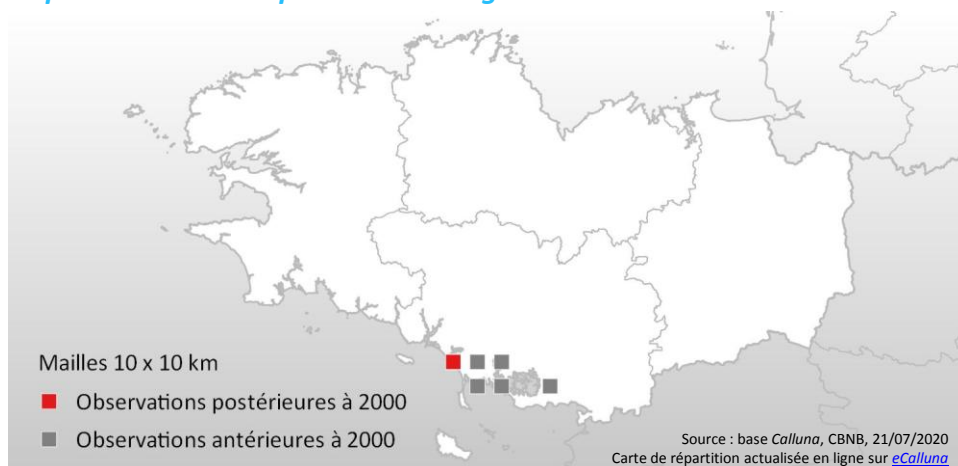 Mailles 10 x 10 km
Observations postérieures à 2000
Observations antérieures à 2000
Source : base Calluna, CBNB, 21/07/2020
Carte de répartition actualisée en ligne sur eCalluna